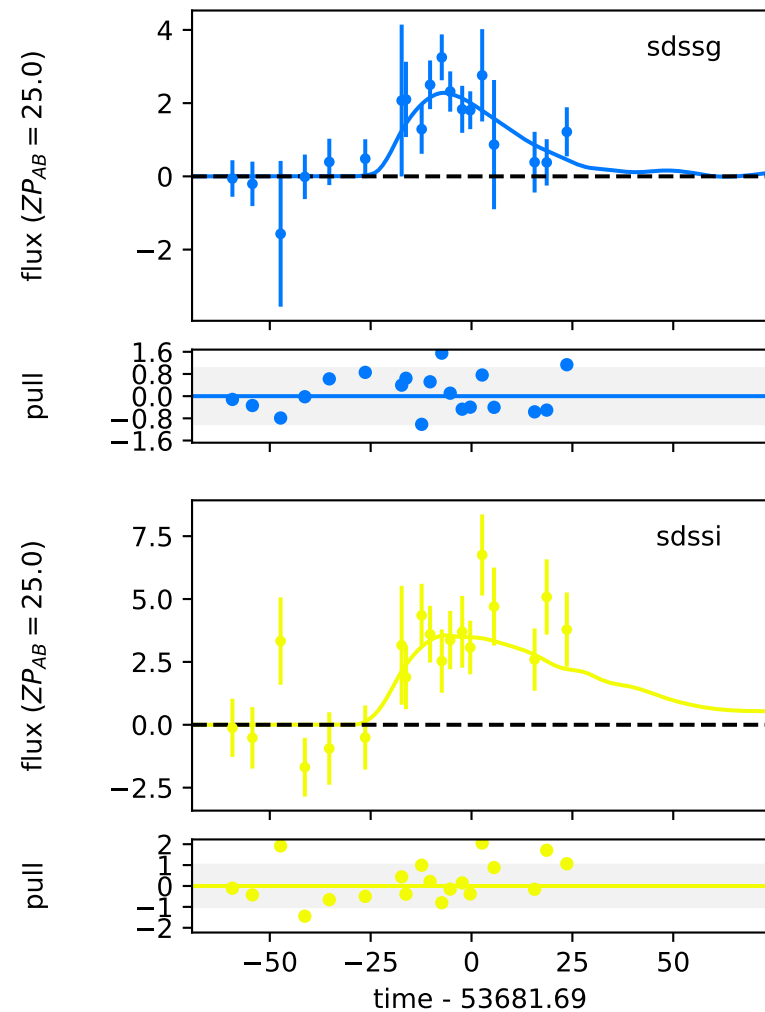 4
2
0
−2
flux (ZP_AB = 25.0)
sdssg
1.6
0.8
0.0
−0.8
−1.6
pull
7.5
5.0
2.5
0.0
−2.5
flux (ZP_AB = 25.0)
sdssi
2
1
0
−1
−2
pull
−50 −25 0 25 50
time - 53681.69